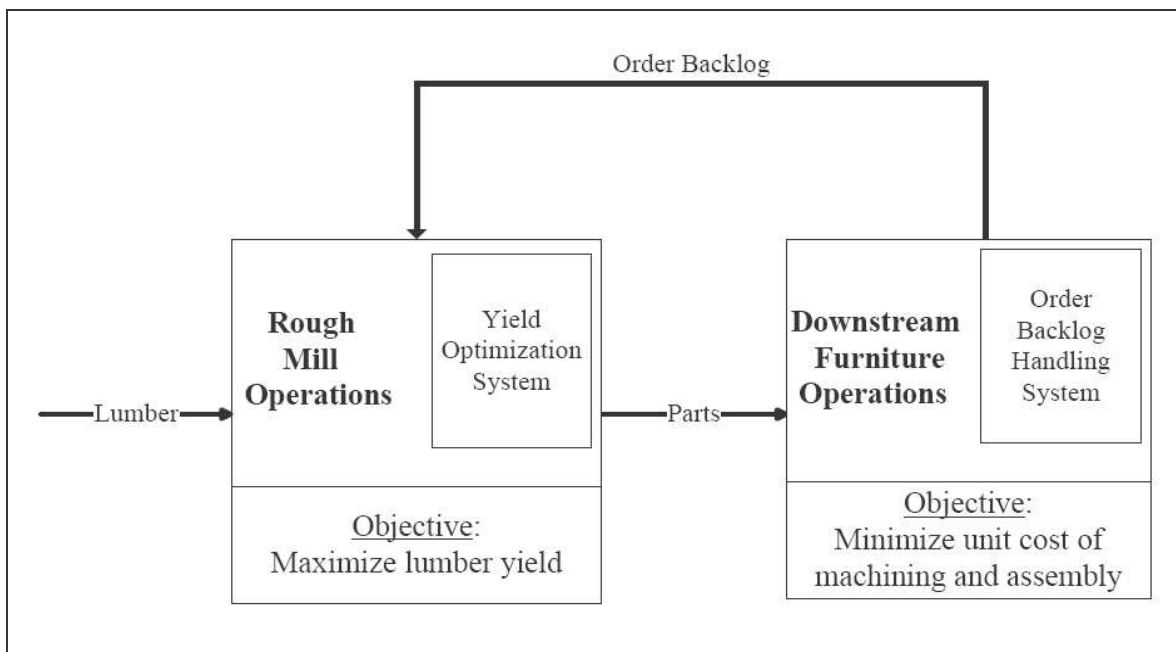 Order Backlog
Rough
Mill
Operations
Yield
Optimization
System
Downstream
Furniture
Operations
Order
Backlog
Handling
System
Lumber
Parts
Objective:
Maximize lumber yield
Objective:
Minimize unit cost of
machining and assembly